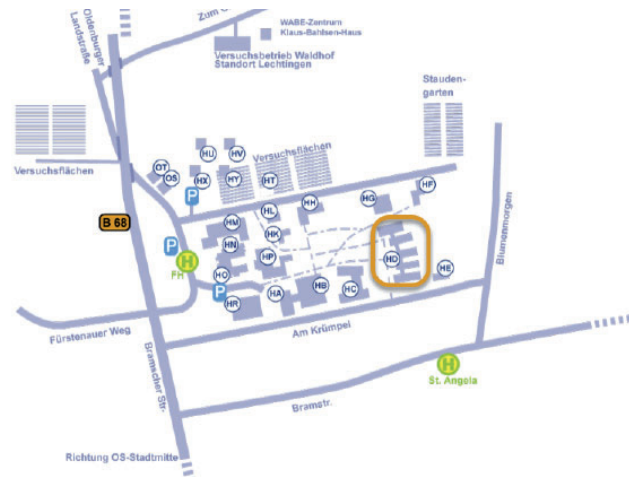 Oldenburger
Landstraße
WABE-Zentrum
Klaus-Bahlsen-Haus
Versuchsbetrieb Waldhof
Standort Lechtingen
Stauden-
garten
Versuchsflächen
Versuchsflächen
Zum
HU
HV
OT
OS
HX
HY
HT
HF
P
HG
HH
HL
HM
B 68
HK
P
HN
H
FH
HP
HD
HO
HE
P
HA
HB
HC
HR
Blumenmorgen
Am Krümpel
Fürstenauer Weg
Bramscher Str.
H
St. Angela
Bramstr.
Richtung OS-Stadtmitte